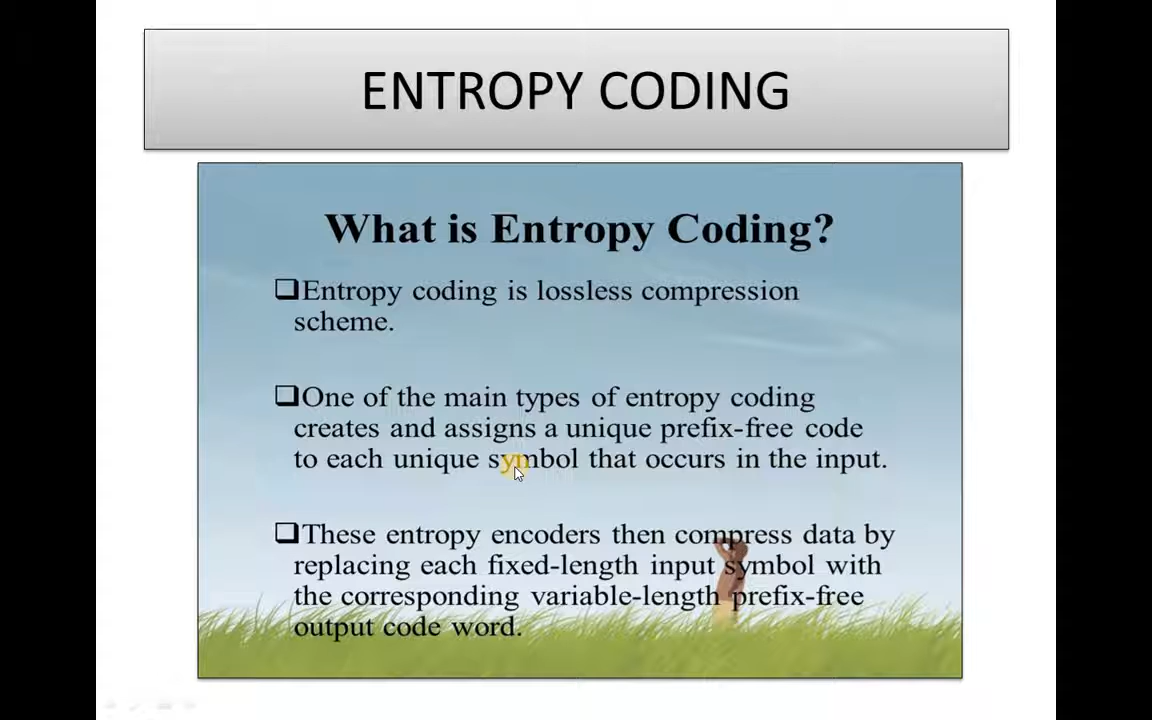 ENTROPY CODING
What is Entropy Coding?
❑Entropy coding is lossless compression
scheme.
❑One of the main types of entropy coding
creates and assigns a unique prefix-free code
to each unique symbol that occurs in the input.
❑These entropy encoders then compress data by
replacing each fixed-length input symbol with
the corresponding variable-length prefix-free
output code word.